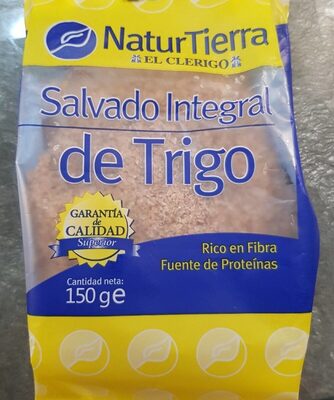 NaturTierra
EL CLERIGO
Salvado Integral
de Trigo
GARANTÍA
de
CALIDAD
Superior
Rico en Fibra
Fuente de Proteínas
Cantidad neta:
150 g e